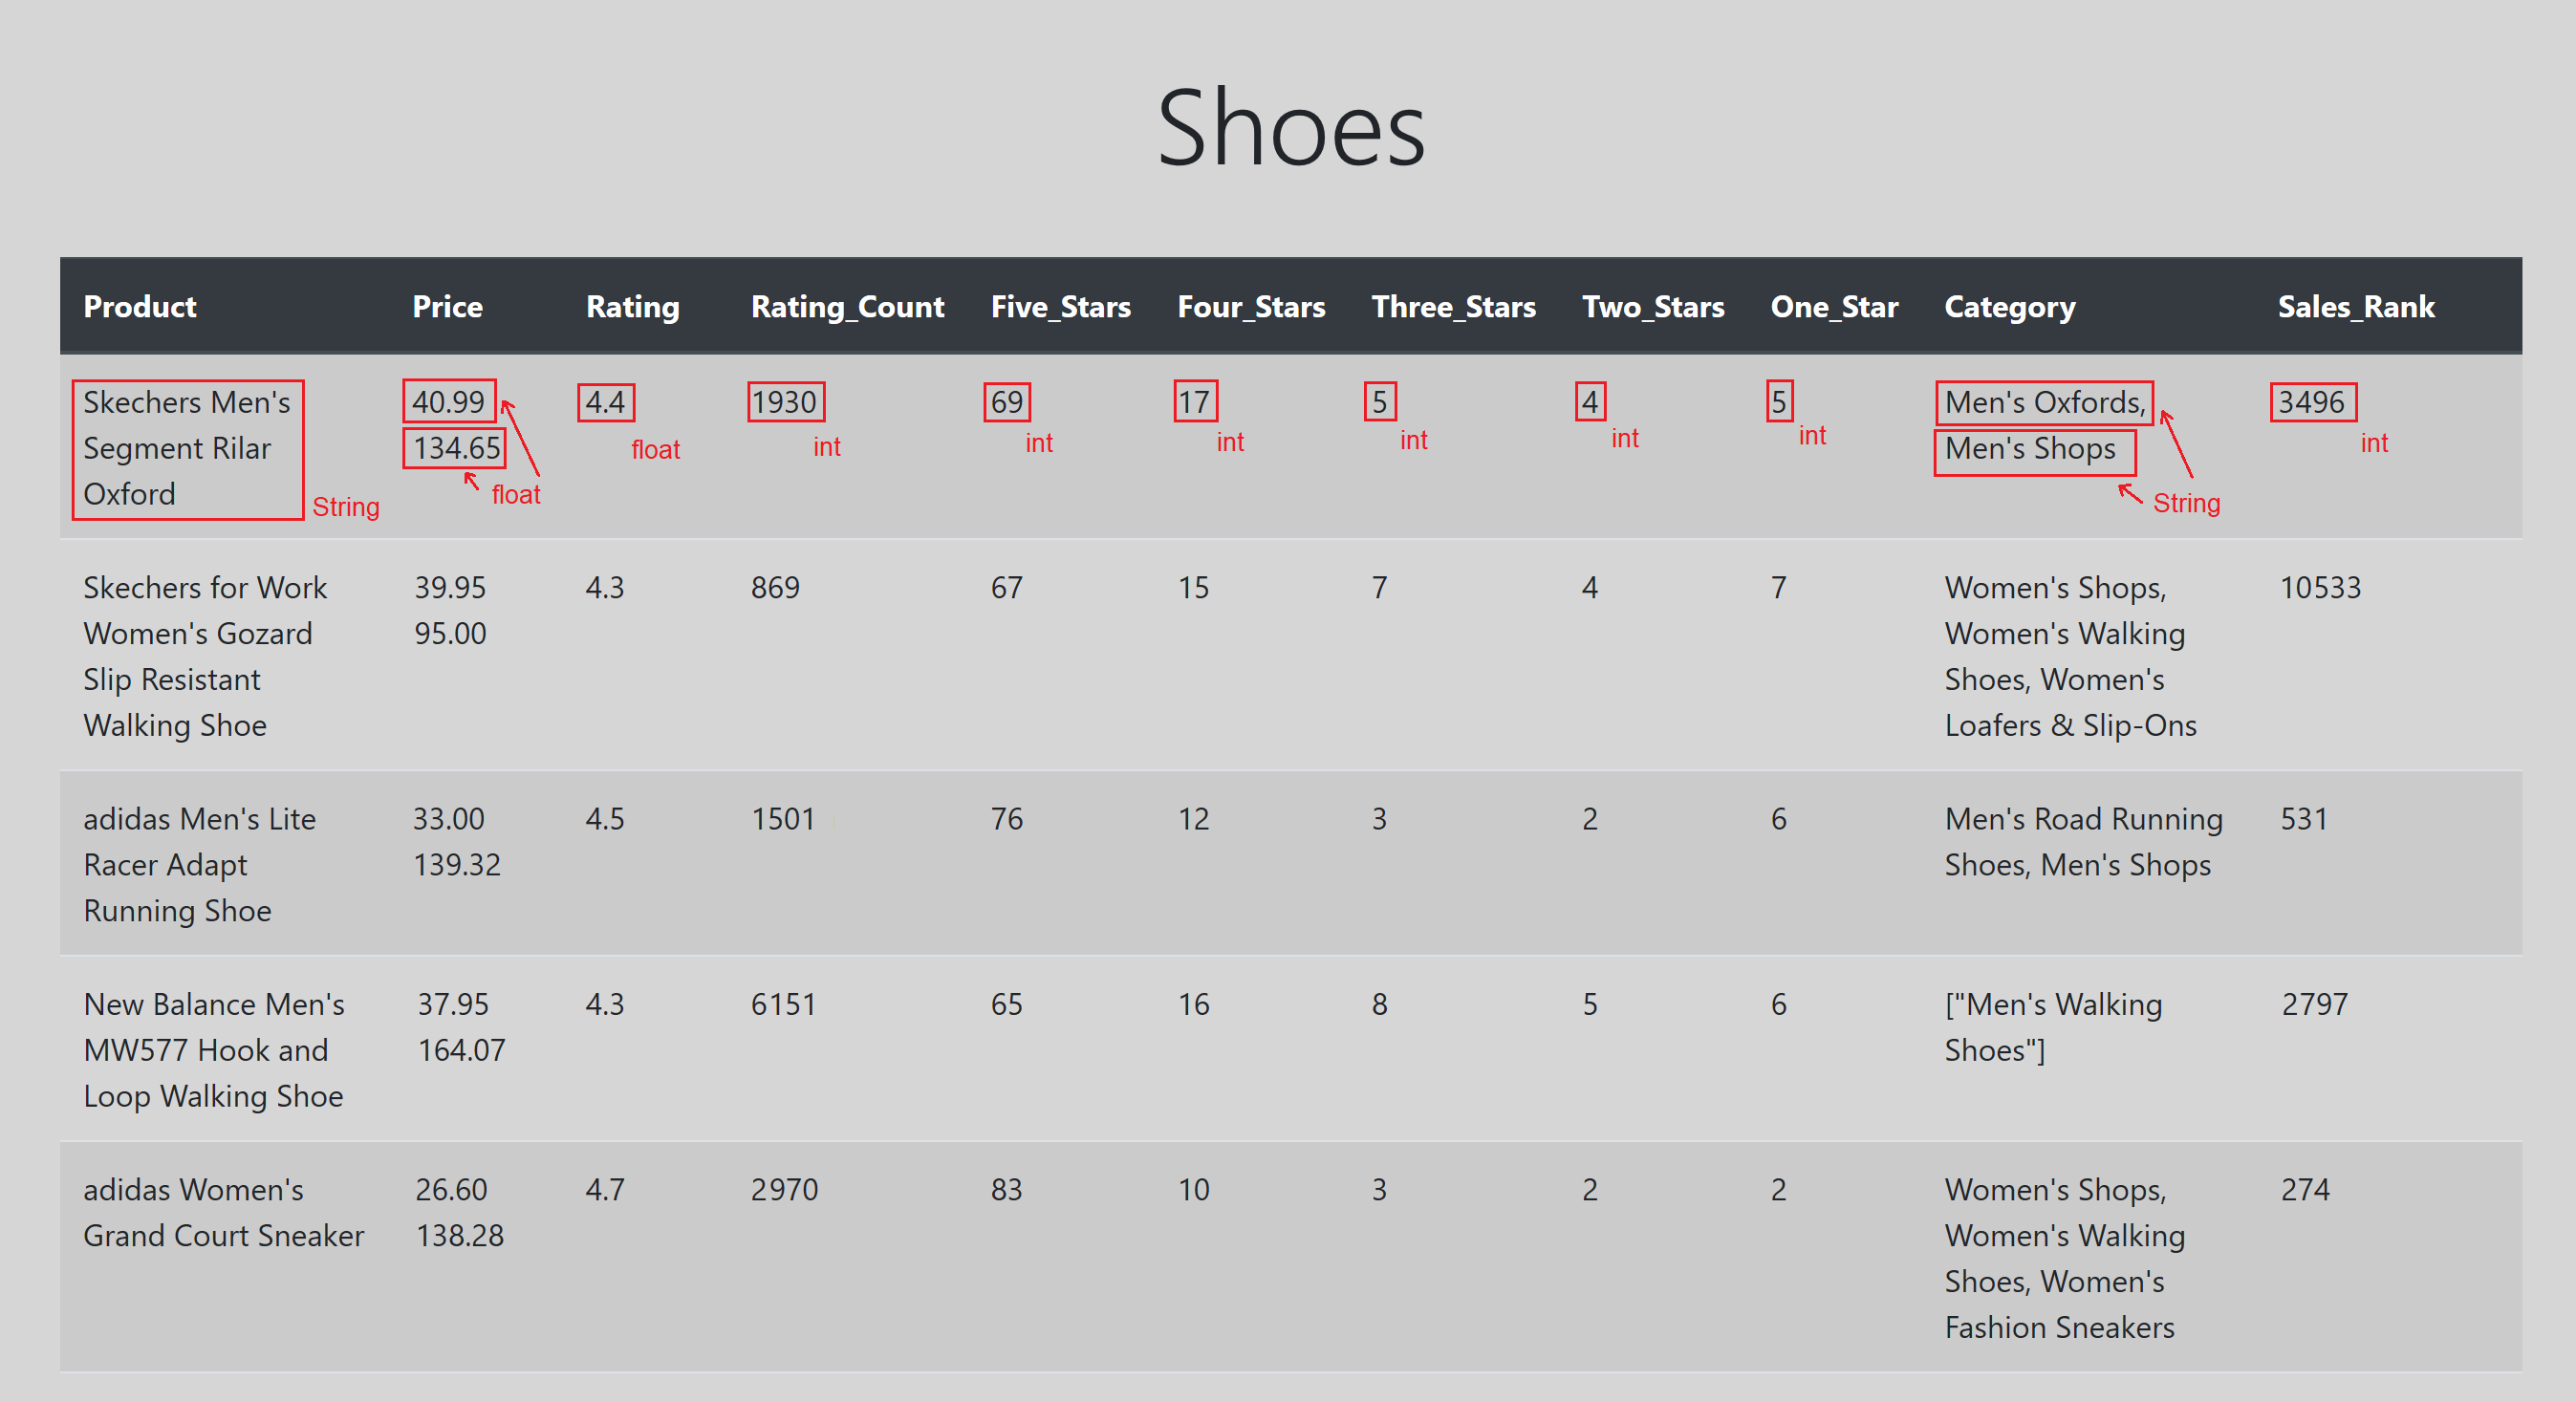 Shoes
Product Price Rating Rating_Count Five_Stars Four_Stars Three_Stars Two_Stars One_Star Category Sales_Rank
Skechers Men's 40.99 4.4 1930 69 17 5 4 5 Men's Oxfords, 3496
float int int int int int int int
Segment Rilar 134.65 Men's Shops
Oxford String float String
Skechers for Work 39.95 4.3 869 67 15 7 4 7 Women's Shops, 10533
Women's Gozard 95.00 Women's Walking
Slip Resistant Shoes, Women's
Walking Shoe Loafers & Slip-Ons
adidas Men's Lite 33.00 4.5 1501 76 12 3 2 6 Men's Road Running 531
Racer Adapt 139.32 Shoes, Men's Shops
Running Shoe
New Balance Men's 37.95 4.3 6151 65 16 8 5 6 ["Men's Walking 2797
MW577 Hook and 164.07 Shoes"]
Loop Walking Shoe
adidas Women's 26.60 4.7 2970 83 10 3 2 2 Women's Shops, 274
Grand Court Sneaker 138.28 Women's Walking
Shoes, Women's
Fashion Sneakers